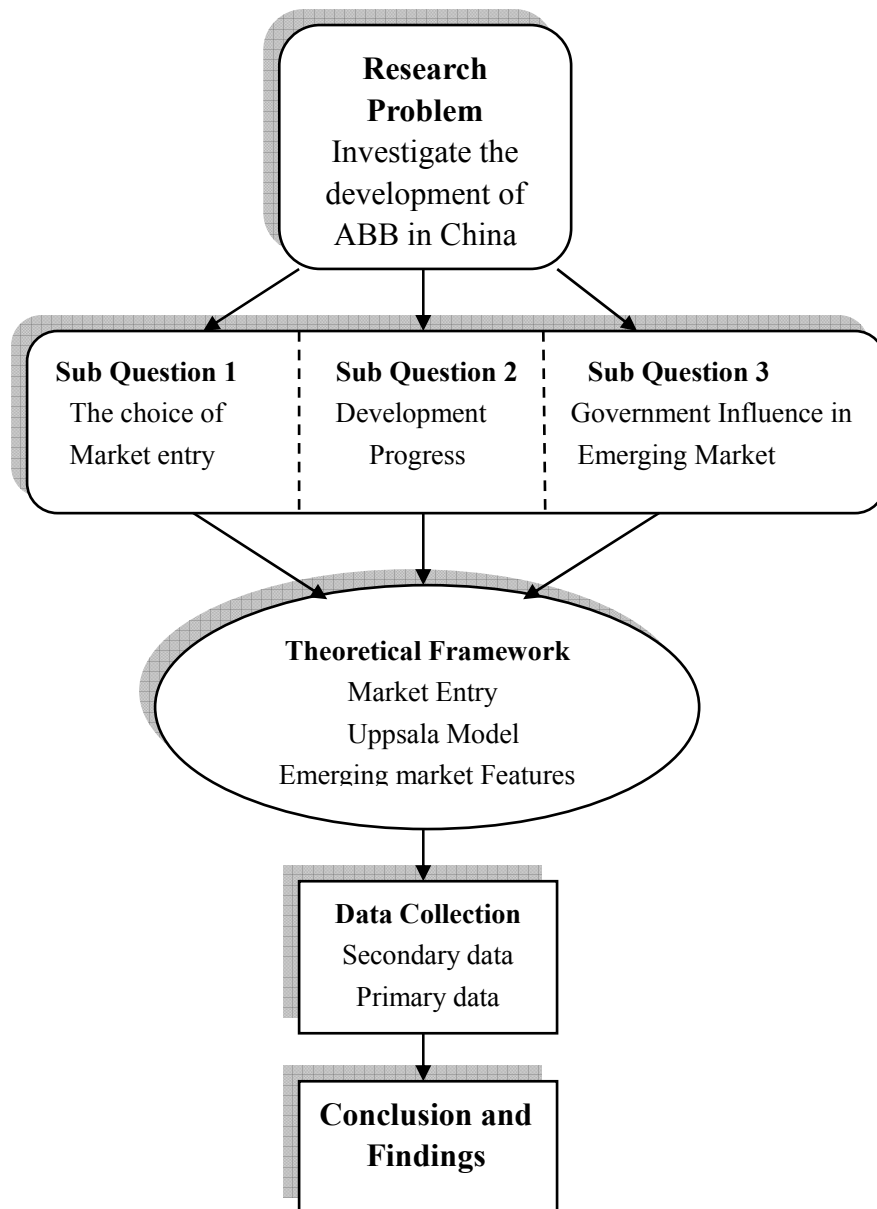 Research
Problem
Investigate the
development of
ABB in China
Sub Question 1
The choice of
Market entry
Sub Question 2
Development
Progress
Sub Question 3
Government Influence in
Emerging Market
Theoretical Framework
Market Entry
Uppsala Model
Emerging market Features
Data Collection
Secondary data
Primary data
Conclusion and
Findings